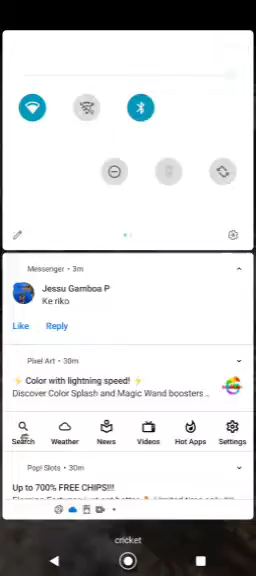 Messenger • 3m
Jessu Gamboa P
Ke riko
Like Reply
Pixel Art • 30m
⚡ Color with lightning speed! ⚡
Discover Color Splash and Magic Wand boosters ..
Search Weather News Videos Hot Apps Settings
Pop! Slots • 30m
Up to 700% FREE CHIPS!!!
cricket